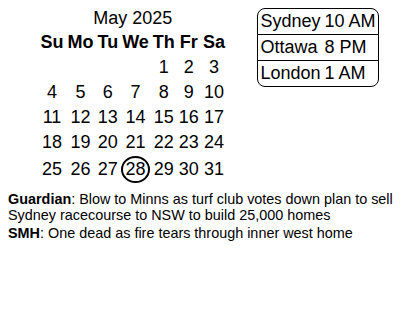 May 2025
Su Mo Tu We Th Fr Sa
1 2 3
4 5 6 7 8 9 10
11 12 13 14 15 16 17
18 19 20 21 22 23 24
25 26 27 28 29 30 31
Sydney 10 AM
Ottawa 8 PM
London 1 AM
Guardian: Blow to Minns as turf club votes down plan to sell
Sydney racecourse to NSW to build 25,000 homes
SMH: One dead as fire tears through inner west home